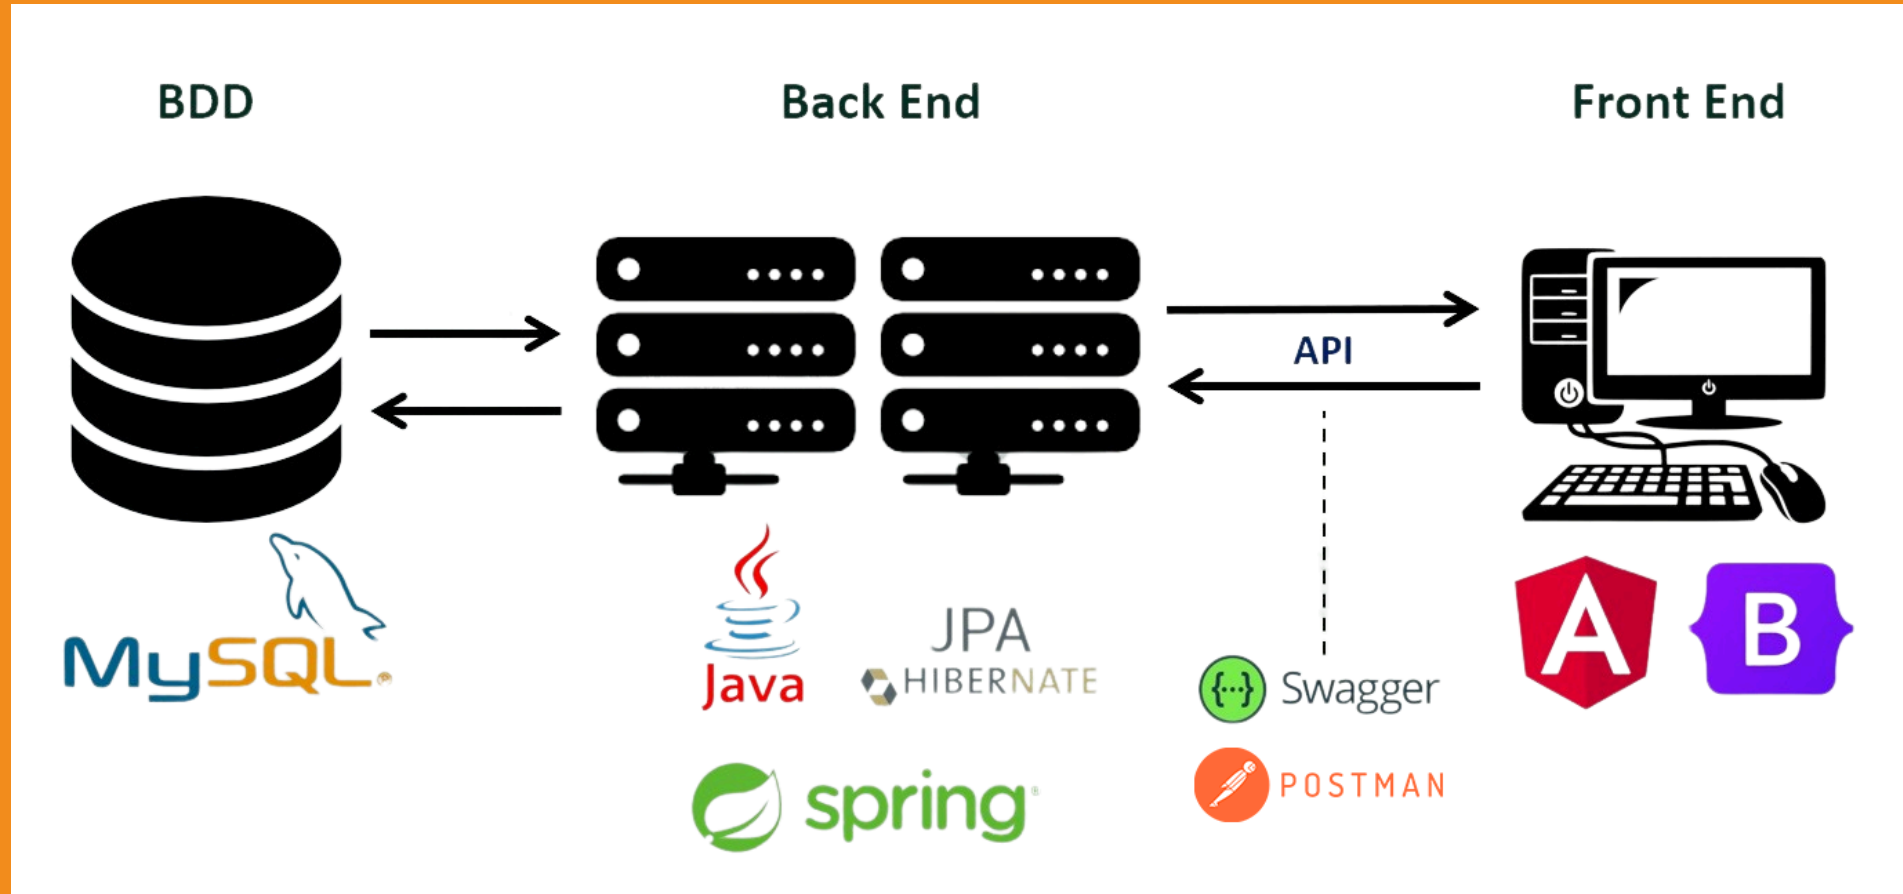 BDD
Back End
Front End
API
MySQL
Java
JPA
HIBERNATE
spring
Swagger
POSTMAN
A
B